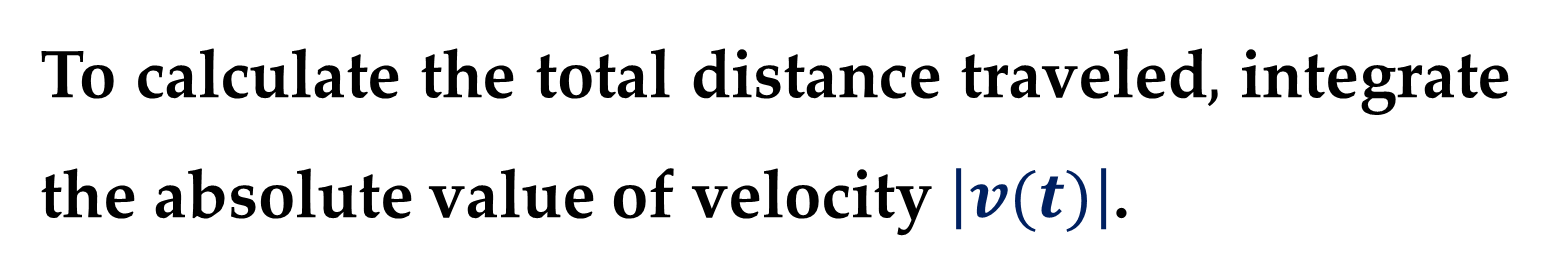 To calculate the total distance traveled, integrate
the absolute value of velocity |v(t)|.